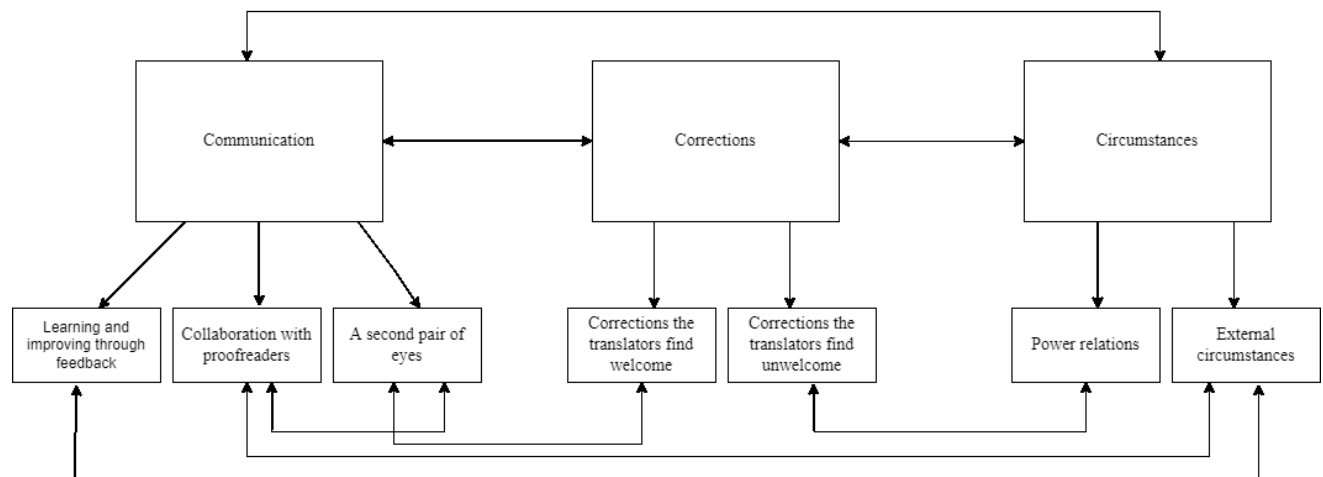 Communication
Corrections
Circumstances
Learning and
improving through
feedback
Collaboration with
proofreaders
A second pair of
eyes
Corrections the
translators find
welcome
Corrections the
translators find
unwelcome
Power relations
External
circumstances